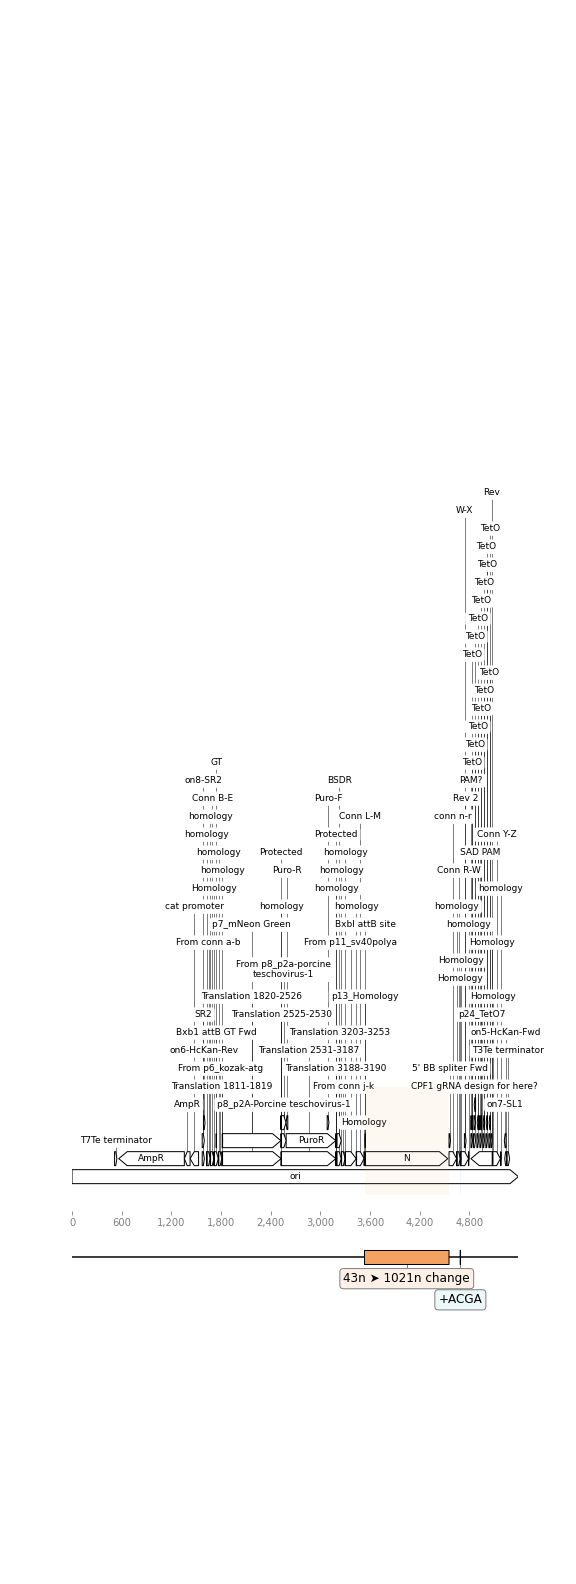 Rev
W-X
TetO
TetO
TetO
TetO
TetO
TetO
TetO
TetO
TetO
TetO
TetO
TetO
TetO
GT TetO
on8-SR2 BSDR PAM?
Conn B-E Puro-F Rev 2
homology Conn L-M conn n-r
homology Protected Conn Y-Z
homology Protected homology SAD PAM
homology Puro-R homology Conn R-W
Homology homology homology
cat promoter homology homology homology
p7_mNeon Green BxbI attB site homology
From conn a-b From p11_sv40polya Homology
From p8_p2a-porcine
teschovirus-1 Homology
Homology
Translation 1820-2526 p13_Homology Homology
SR2 Translation 2525-2530 p24_TetO7
Bxb1 attB GT Fwd Translation 3203-3253 on5-HcKan-Fwd
on6-HcKan-Rev Translation 2531-3187 T3Te terminator
From p6_kozak-atg Translation 3188-3190 5' BB spliter Fwd
Translation 1811-1819 From conn j-k CPF1 gRNA design for here?
AmpR p8_p2A-Porcine teschovirus-1 on7-SL1
Homology
T7Te terminator PuroR
AmpR N
ori
0 600 1,200 1,800 2,400 3,000 3,600 4,200 4,800
43n ➤ 1021n change
+ACGA